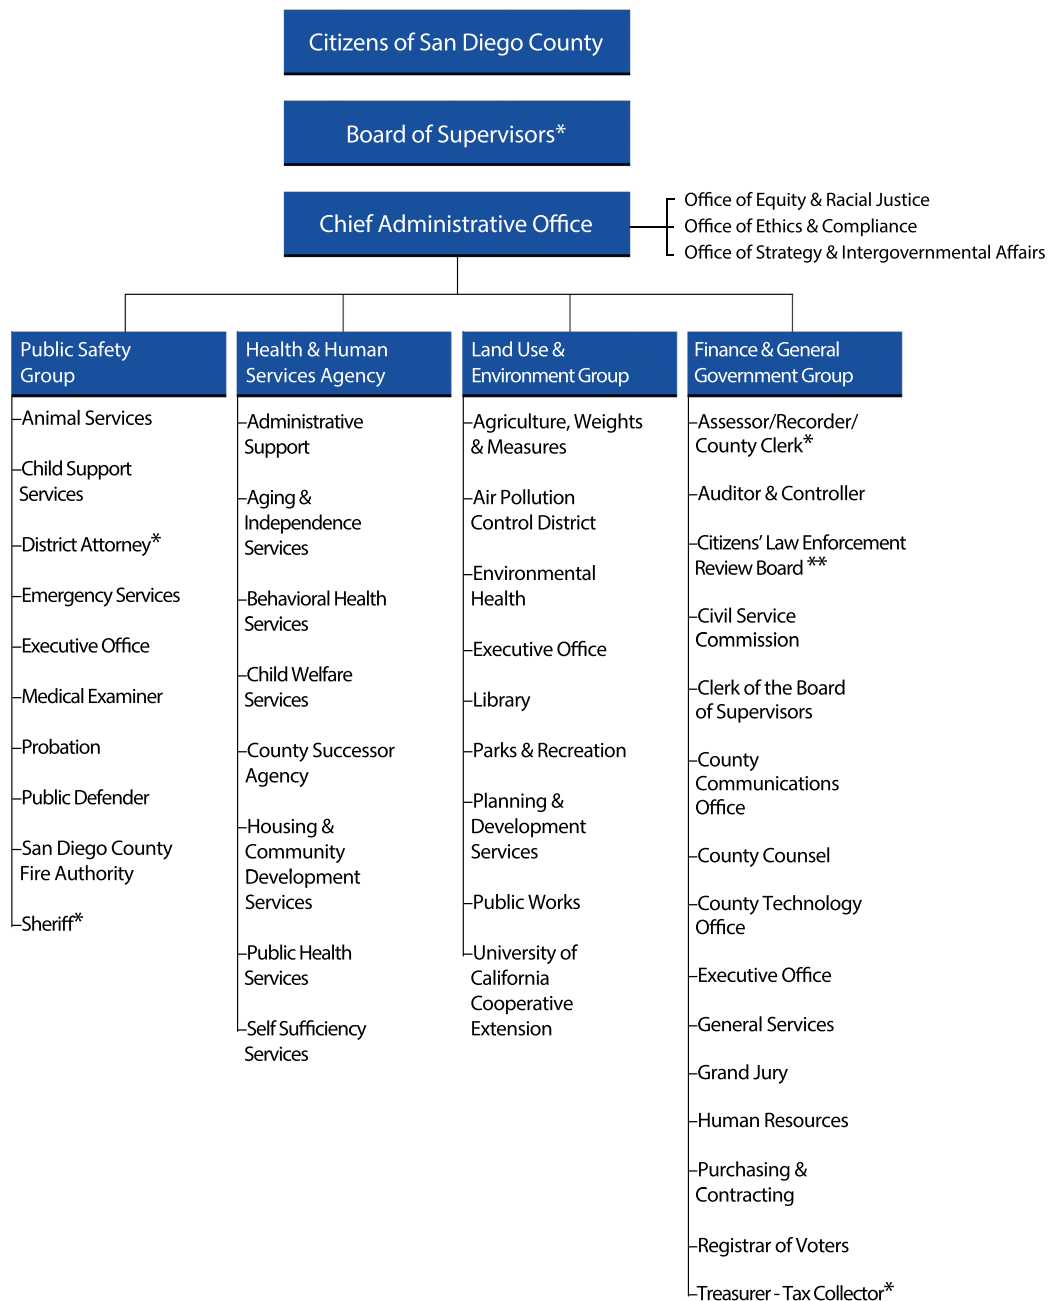 Citizens of San Diego County
Board of Supervisors*
Chief Administrative Office
Office of Equity & Racial Justice
Office of Ethics & Compliance
Office of Strategy & Intergovernmental Affairs
Public Safety
Group
Animal Services
Child Support
Services
District Attorney*
Emergency Services
Executive Office
Medical Examiner
Probation
Public Defender
San Diego County
Fire Authority
Sheriff*
Health & Human
Services Agency
Administrative
Support
Aging &
Independence
Services
Behavioral Health
Services
Child Welfare
Services
County Successor
Agency
Housing &
Community
Development
Services
Public Health
Services
Self Sufficiency
Services
Land Use &
Environment Group
Agriculture, Weights
& Measures
Air Pollution
Control District
Environmental
Health
Executive Office
Library
Parks & Recreation
Planning &
Development
Services
Public Works
University of
California
Cooperative
Extension
Finance & General
Government Group
Assessor/Recorder/
County Clerk*
Auditor & Controller
Citizens’ Law Enforcement
Review Board **
Civil Service
Commission
Clerk of the Board
of Supervisors
County
Communications
Office
County Counsel
County Technology
Office
Executive Office
General Services
Grand Jury
Human Resources
Purchasing &
Contracting
Registrar of Voters
Treasurer - Tax Collector*